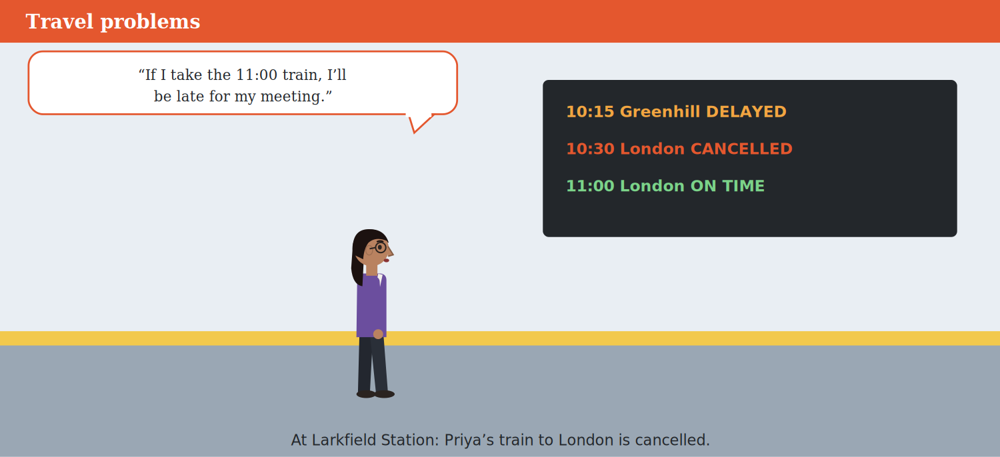 Travel problems
“If I take the 11:00 train, I’ll
be late for my meeting.”
10:15 Greenhill DELAYED
10:30 London CANCELLED
11:00 London ON TIME
At Larkfield Station: Priya’s train to London is cancelled.